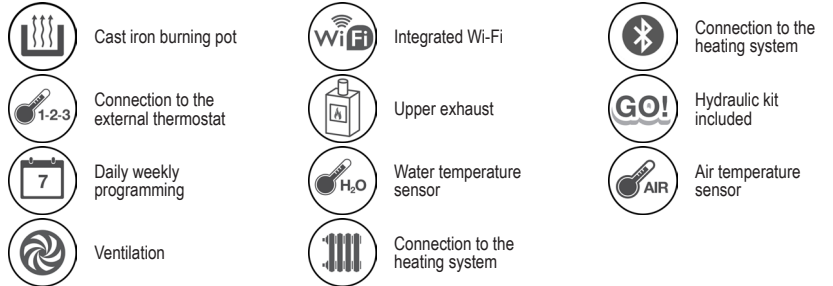 Cast iron burning pot
WiFi
Integrated Wi-Fi
Connection to the
heating system
1-2-3
Connection to the
external thermostat
Upper exhaust
GO!
Hydraulic kit
included
7
Daily weekly
programming
H₂O
Water temperature
sensor
AIR
Air temperature
sensor
Ventilation
Connection to the
heating system